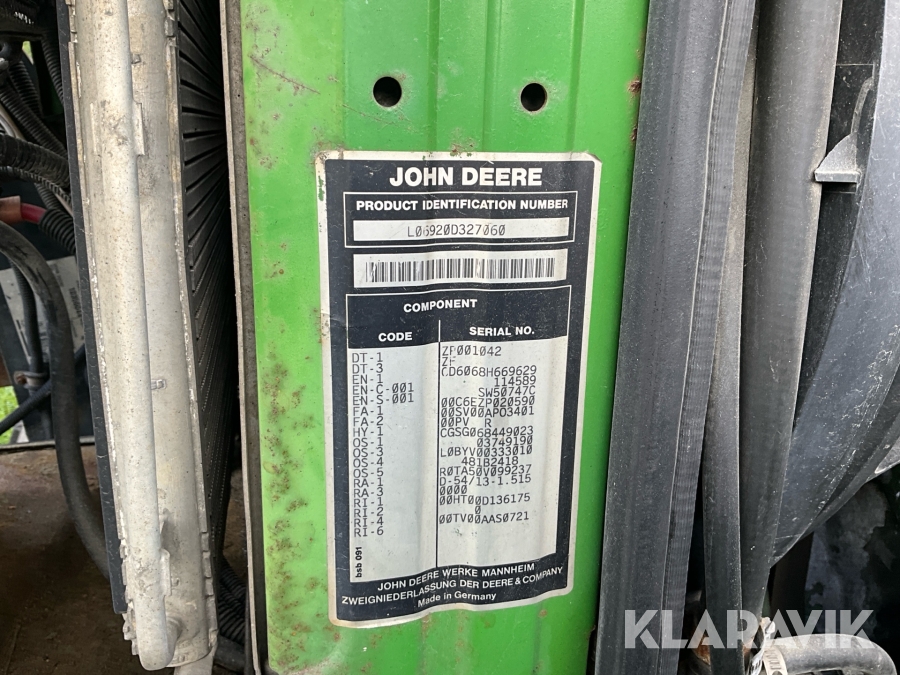 JOHN DEERE
PRODUCT IDENTIFICATION NUMBER
L06920D327060
COMPONENT
CODE SERIAL NO.
DT-1 ZP001042
DT-3 ZF
EN-1 CD6068H669629
EN-C-001 114589
EN-S-001 SW50747C
FA-1 00C6EZP020590
FA-2 00SV00AP03401
HY-1 00PV R
OS-1 CGSG068449023
OS-3 03749190
OS-4 L0BYV00333010
OS-5 481B2418
RA-1 R0TA50V099237
RA-3 D-54/13-1.515
RI-1 0000
RI-2 00HT00D136175
RI-4 0
RI-6 00TV00AAS0721
bsb 091
JOHN DEERE WERKE MANNHEIM
ZWEIGNIEDERLASSUNG DER DEERE & COMPANY
Made in Germany
KLARAVIK